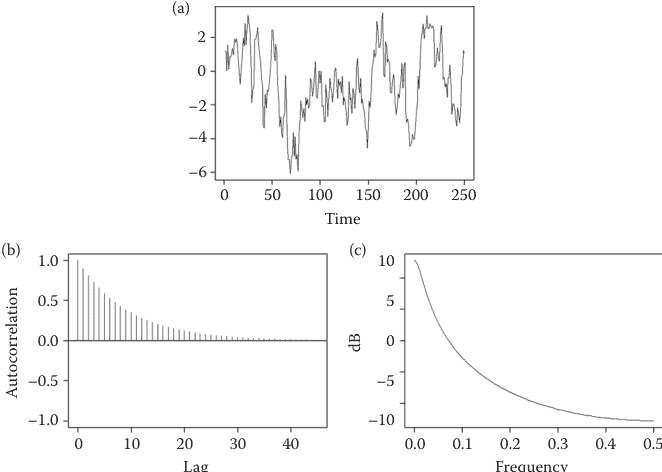 (a)
2
0
−2
−4
−6
0 50 100 150 200 250
Time
(b)
1.0
0.5
0.0
−0.5
−1.0
Autocorrelation
0 10 20 30 40
Lag
(c)
10
5
0
−5
−10
dB
0.0 0.1 0.2 0.3 0.4 0.5
Frequency